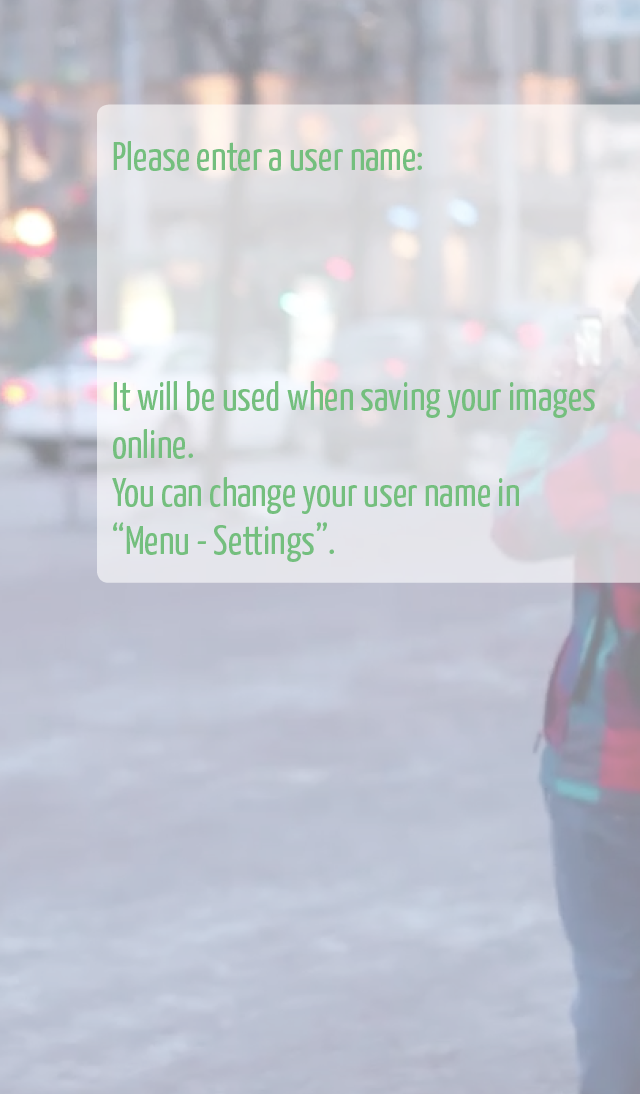 Please enter a user name:
It will be used when saving your images
online.
You can change your user name in
“Menu - Settings”.